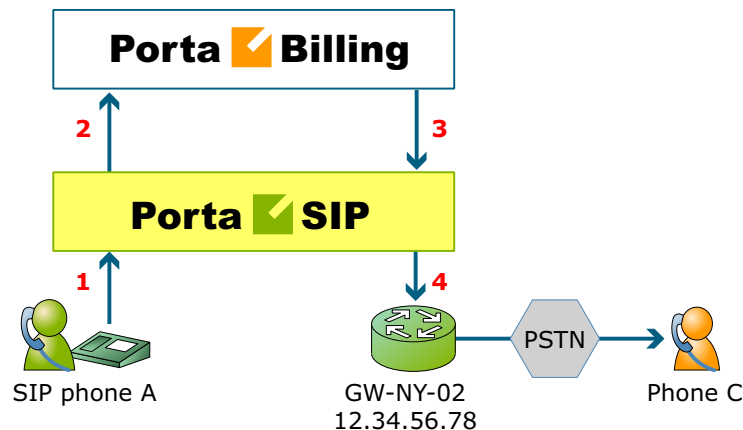 Porta Billing
2
3
Porta SIP
1
4
PSTN
SIP phone A
GW-NY-02
12.34.56.78
Phone C